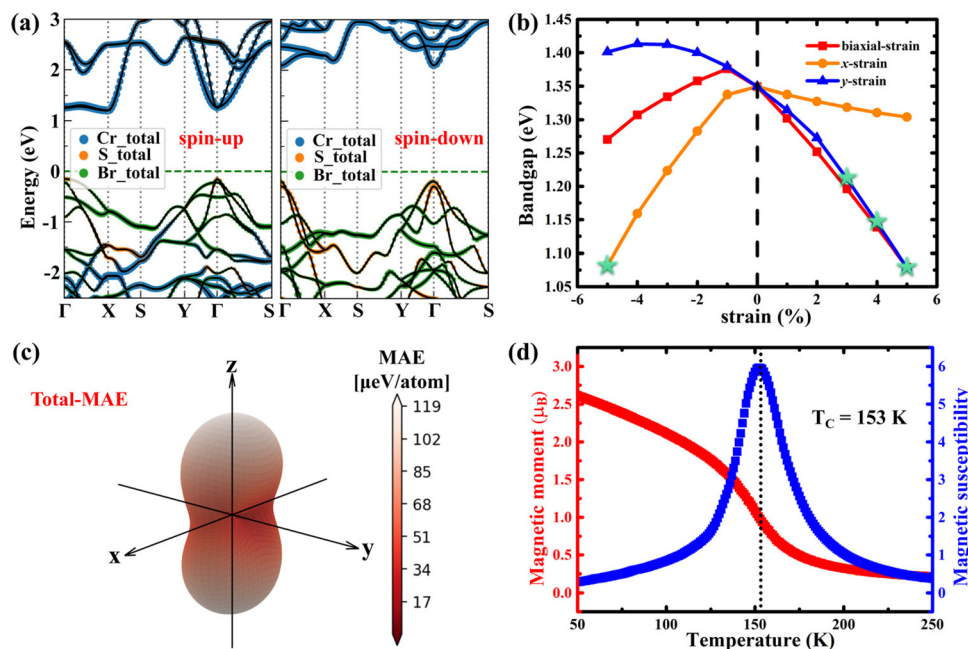 (a)
3
2
1
0
-1
-2
Energy (eV)
spin-up
Cr_total
S_total
Br_total
Γ X S Y Γ S
spin-down
Cr_total
S_total
Br_total
Γ X S Y Γ S
(b)
1.45
1.40
1.35
1.30
1.25
1.20
1.15
1.10
1.05
Bandgap (eV)
biaxial-strain
x-strain
y-strain
-6 -4 -2 0 2 4 6
strain (%)
(c)
Total-MAE
z
x
y
MAE
[μeV/atom]
119
102
85
68
51
34
17
(d)
3.0
2.5
2.0
1.5
1.0
0.5
0.0
Magnetic moment (μB)
TC = 153 K
6
5
4
3
2
1
0
Magnetic susceptibility
50 100 150 200 250
Temperature (K)